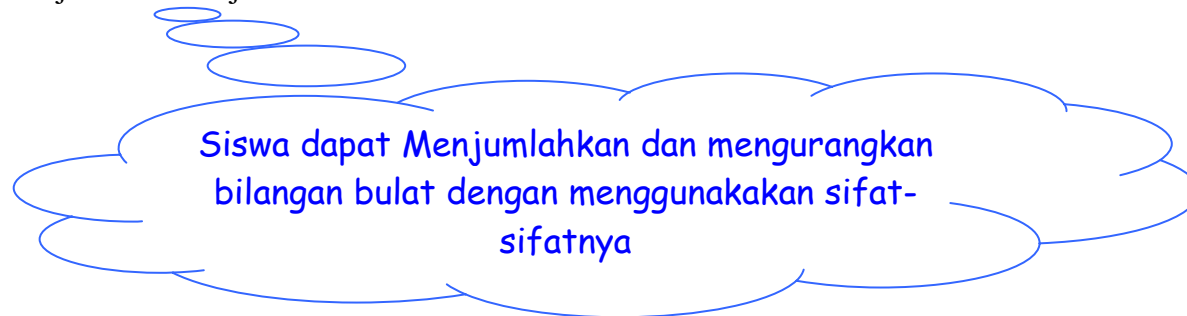 Siswa dapat Menjumlahkan dan mengurangkan
bilangan bulat dengan menggunakakan sifat-
sifatnya